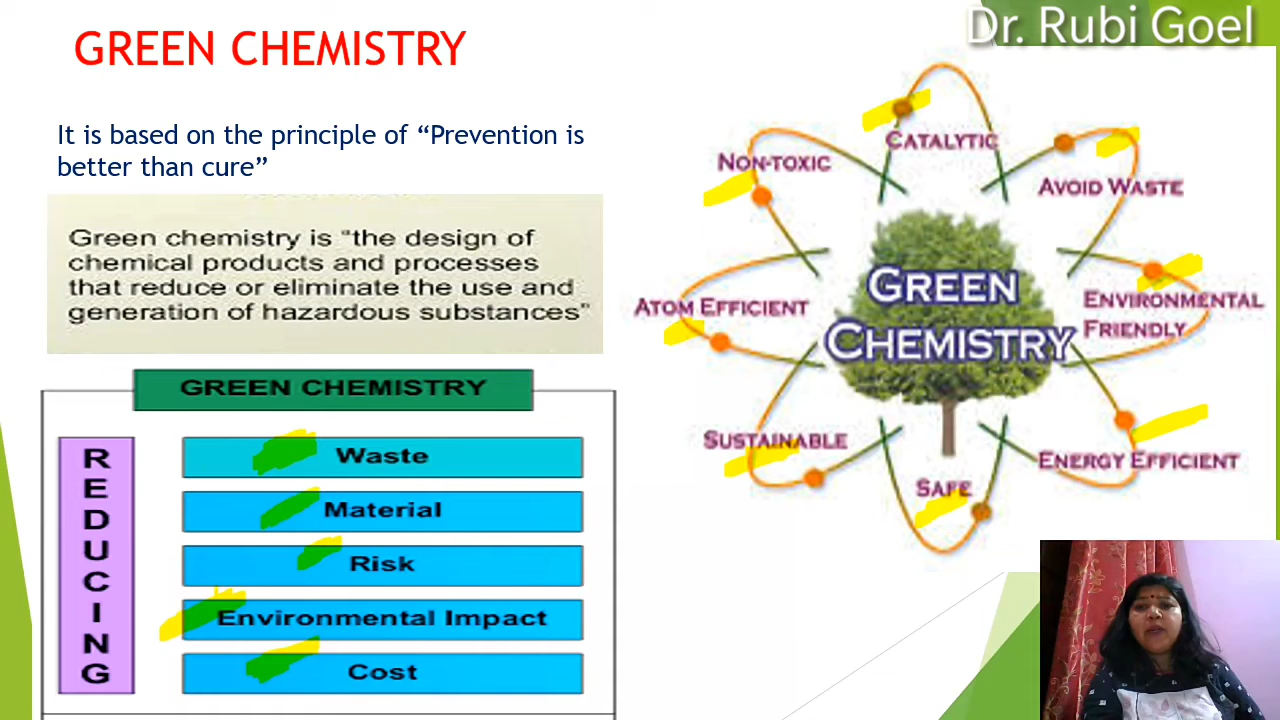 Dr. Rubi Goel
GREEN CHEMISTRY
It is based on the principle of “Prevention is
better than cure”
Green chemistry is “the design of
chemical products and processes
that reduce or eliminate the use and
generation of hazardous substances”
GREEN CHEMISTRY
REDUCING
Waste
Material
Risk
Environmental Impact
Cost
CATALYTIC
NON-TOXIC
AVOID WASTE
ATOM EFFICIENT
GREEN
CHEMISTRY
ENVIRONMENTAL
FRIENDLY
SUSTAINABLE
ENERGY EFFICIENT
SAFE